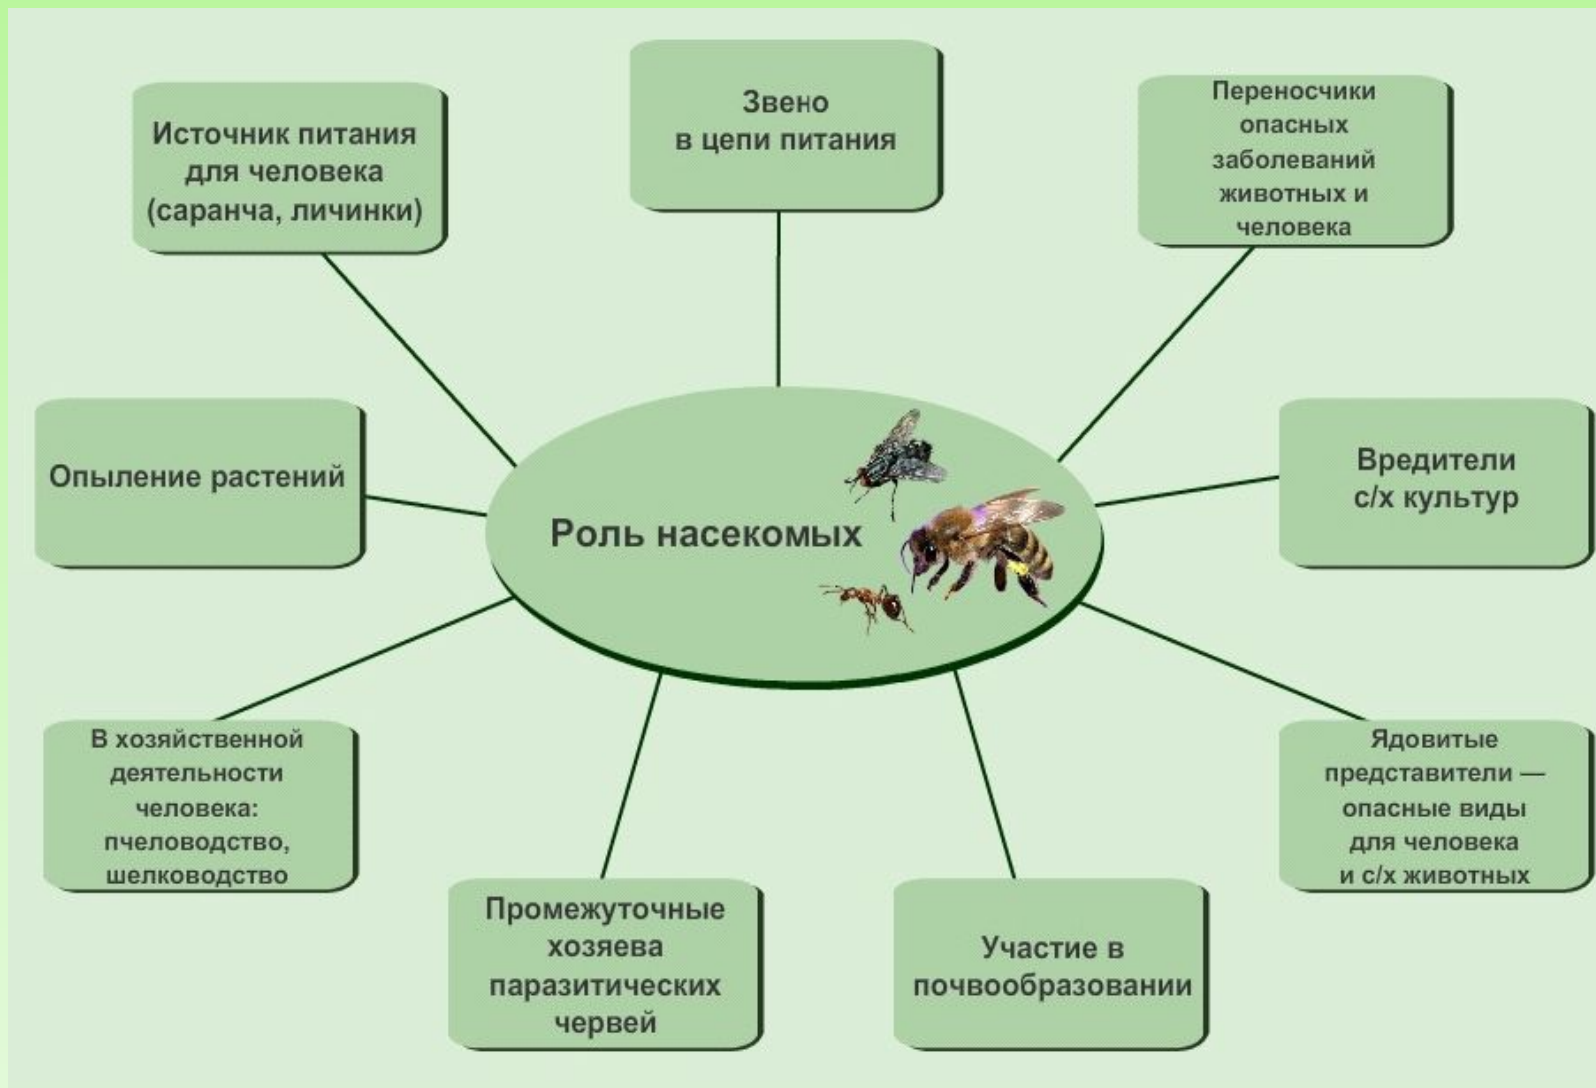 Звено
в цепи питания
Переносчики
опасных
заболеваний
животных и
человека
Источник питания
для человека
(саранча, личинки)
Опыление растений
Вредители
с/х культур
Роль насекомых
В хозяйственной
деятельности
человека:
пчеловодство,
шелководство
Ядовитые
представители —
опасные виды
для человека
и с/х животных
Промежуточные
хозяева
паразитических
червей
Участие в
почвообразовании